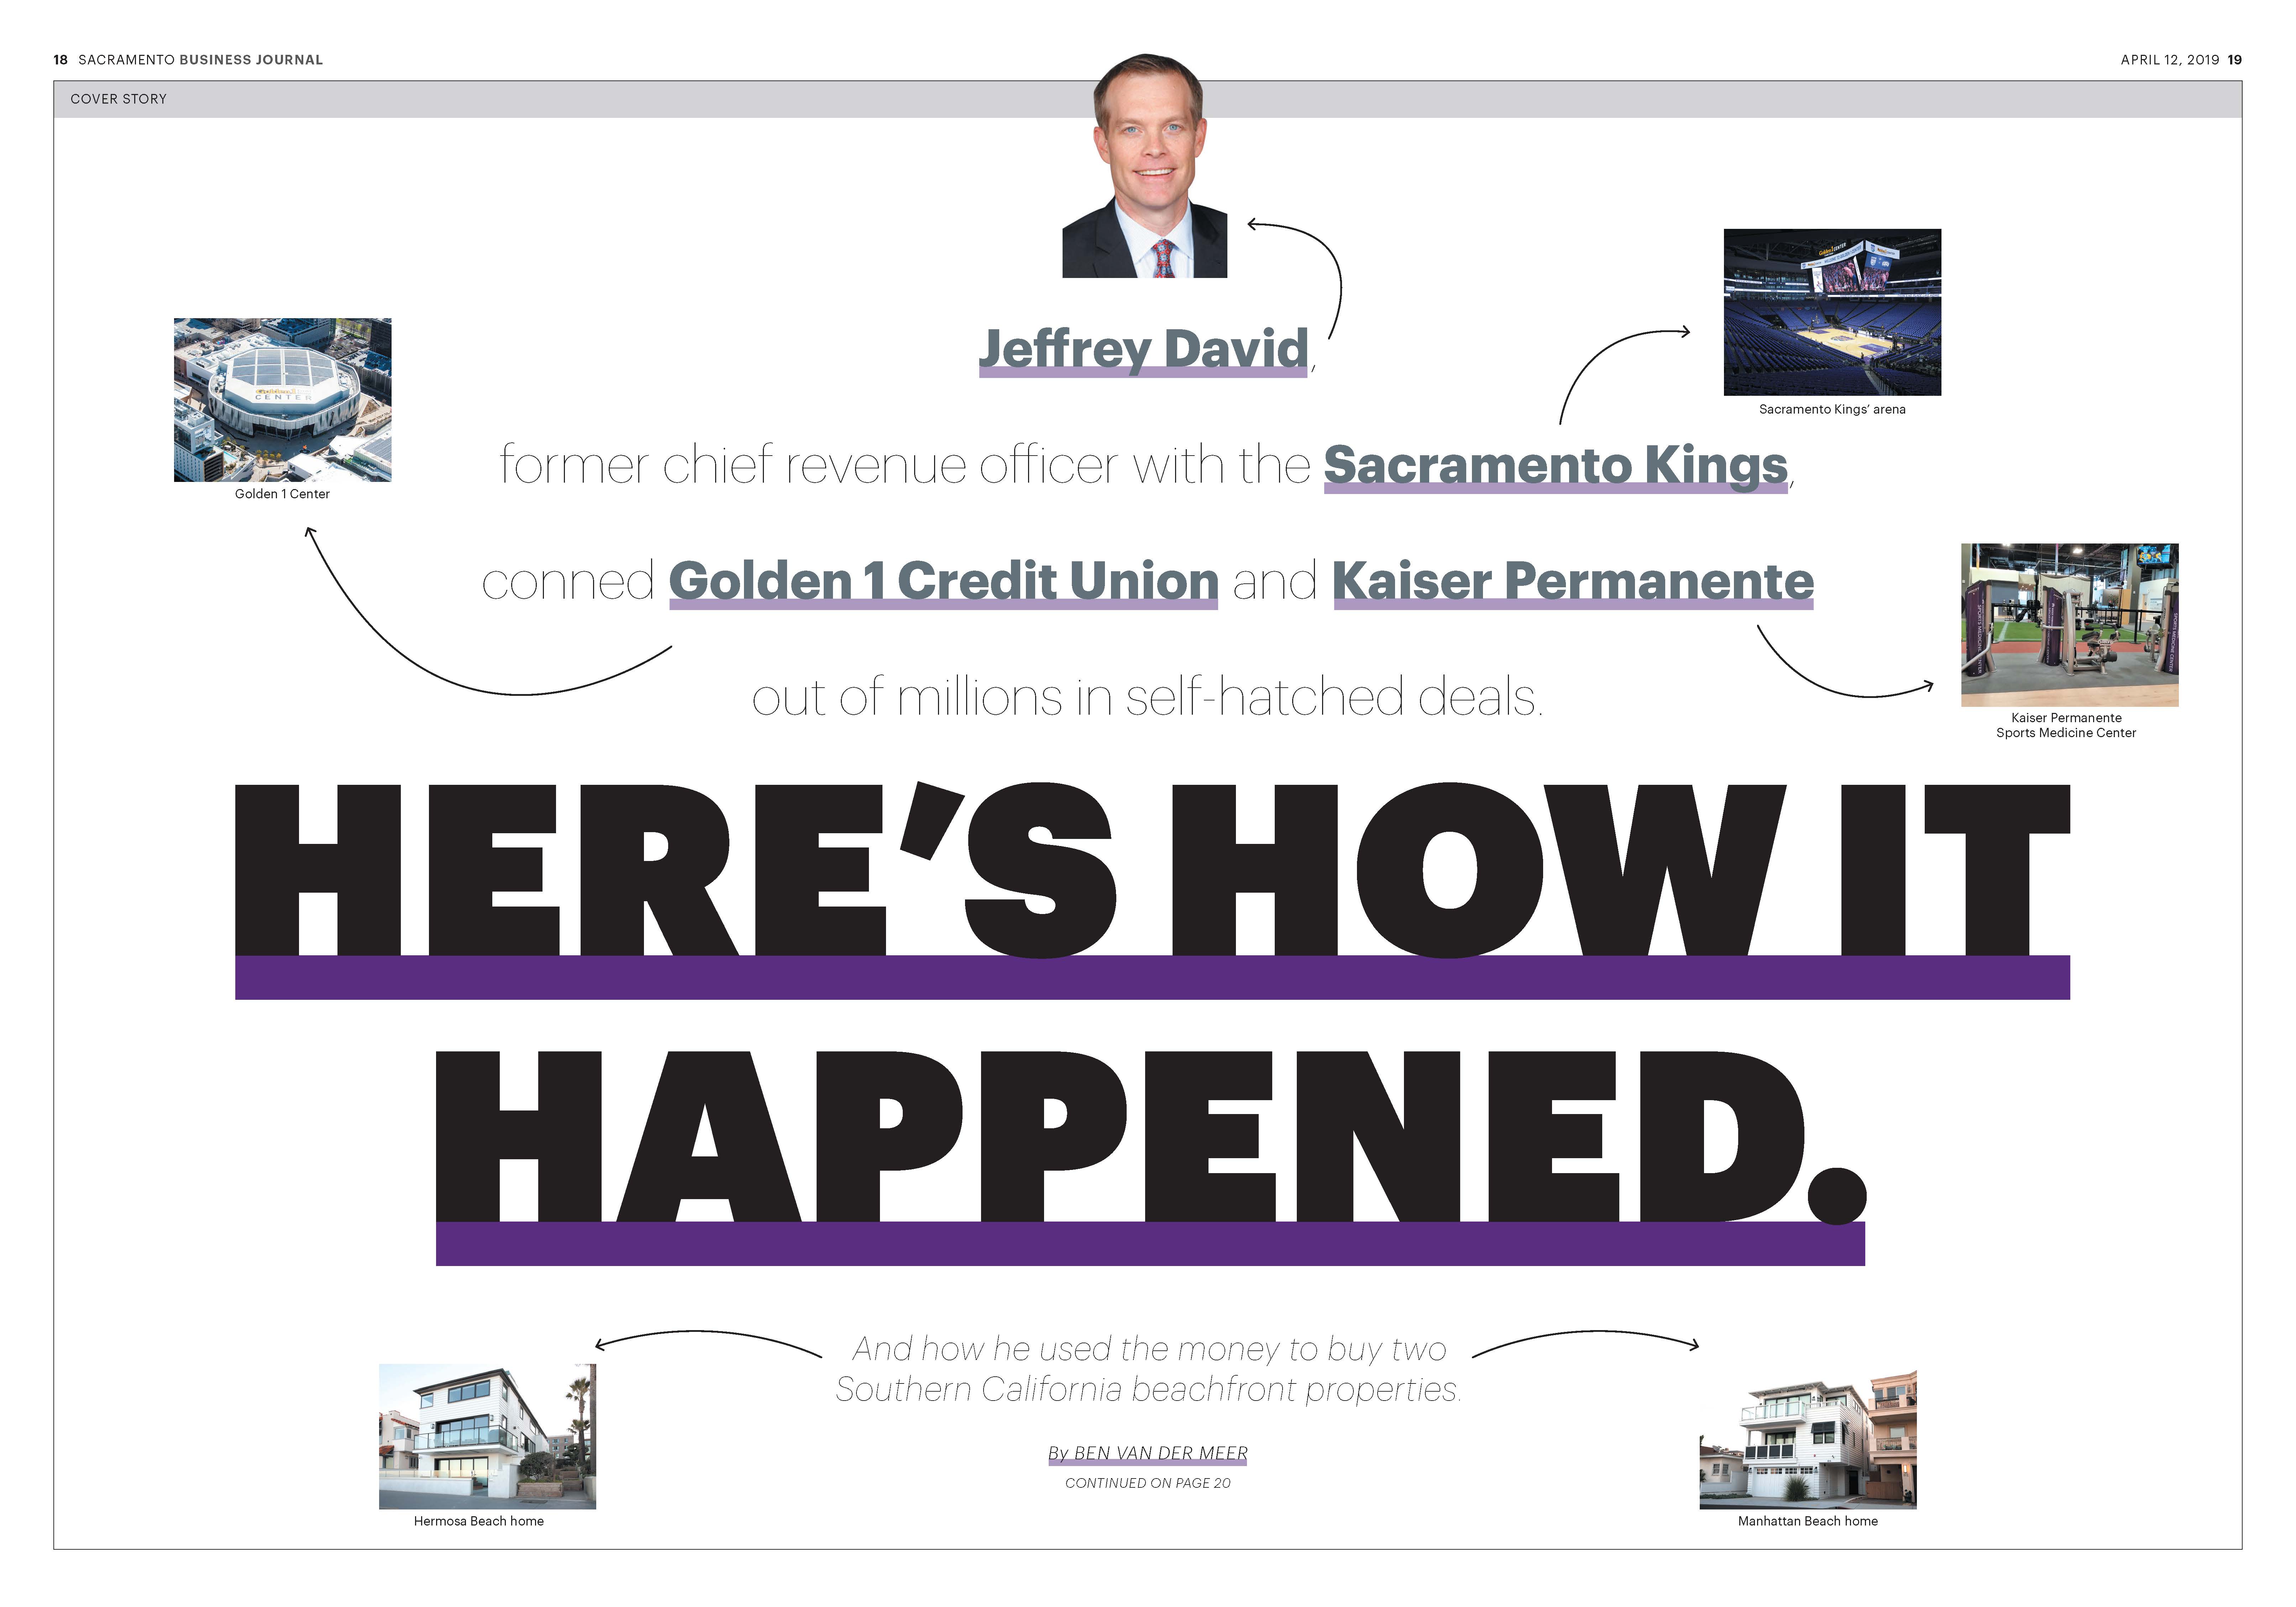 18 SACRAMENTO BUSINESS JOURNAL
APRIL 12, 2019 19
COVER STORY
Jeffrey David,
former chief revenue officer with the Sacramento Kings,
conned Golden 1 Credit Union and Kaiser Permanente
out of millions in self-hatched deals.
CENTER
Golden 1 Center
Sacramento Kings’ arena
Kaiser Permanente
Sports Medicine Center
HERE’S HOW IT
HAPPENED.
And how he used the money to buy two
Southern California beachfront properties.
By BEN VAN DER MEER
CONTINUED ON PAGE 20
Hermosa Beach home
Manhattan Beach home